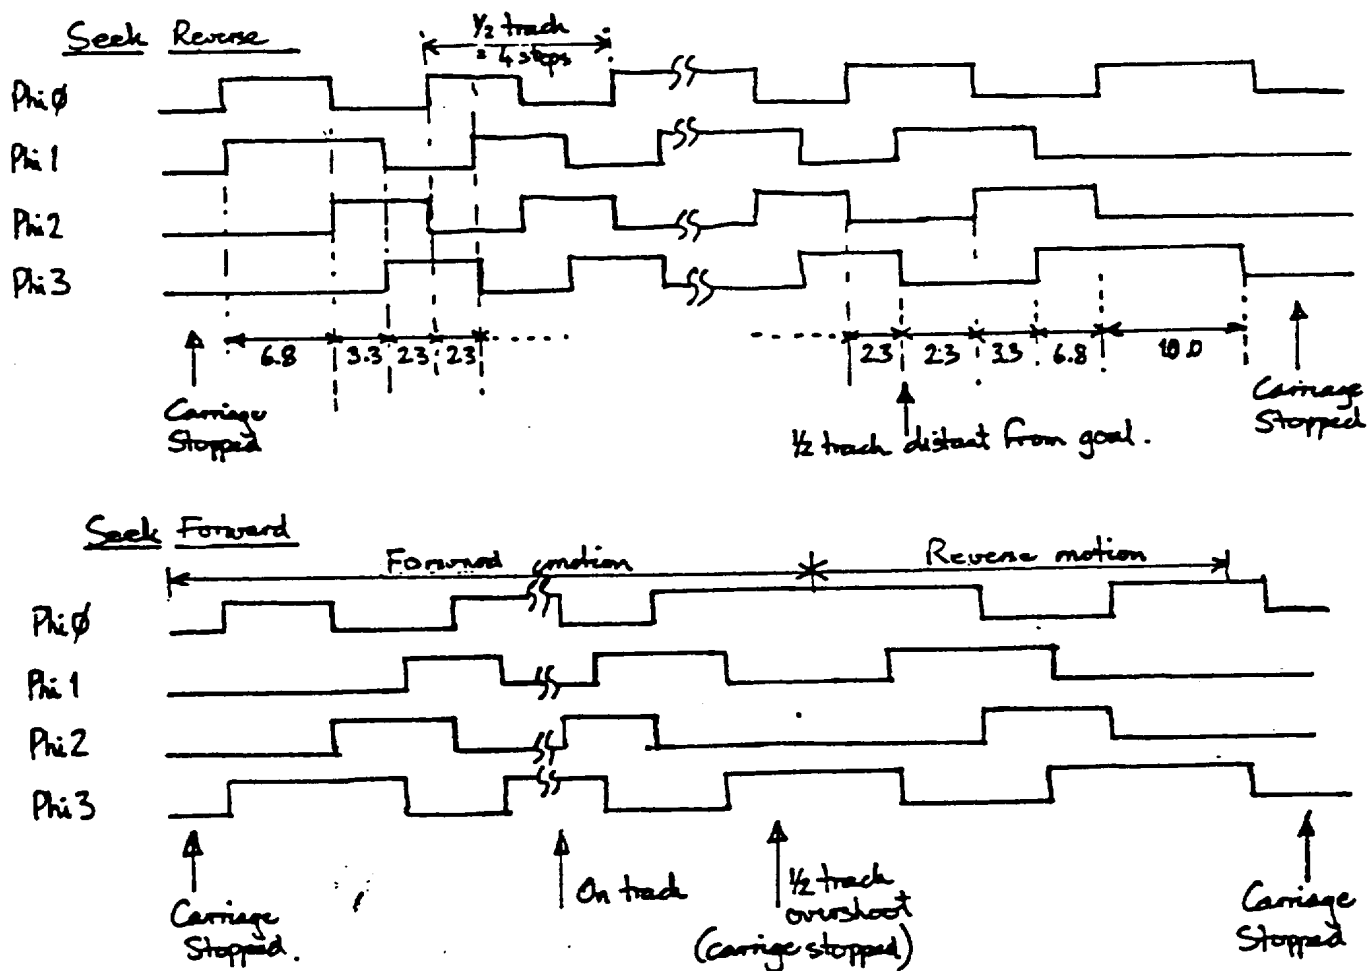 Seek Reverse
½ track
= 4 steps
Phi Ø
Phi 1
Phi 2
Phi 3
6.8 3.3 2.3 2.3 2.3 2.3 3.3 6.8 10.0
Carriage
Stopped
½ track distant from goal.
Carriage
Stopped
Seek Forward
Forward motion
Reverse motion
Phi Ø
Phi 1
Phi 2
Phi 3
Carriage
Stopped.
On track
½ track
overshoot
(carrige stopped)
Carriage
Stopped